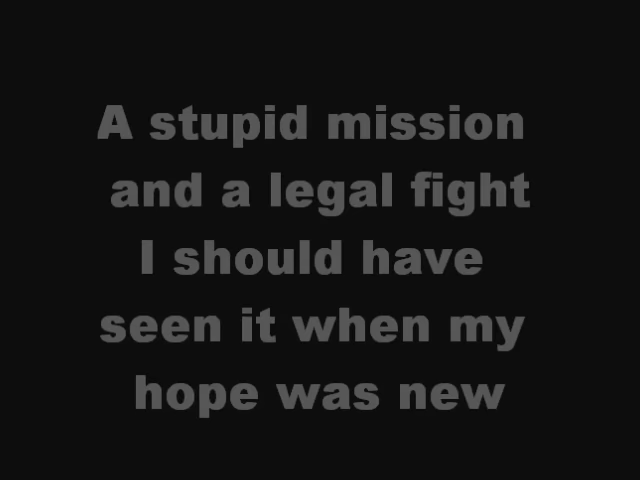 A stupid mission
and a legal fight
I should have
seen it when my
hope was new